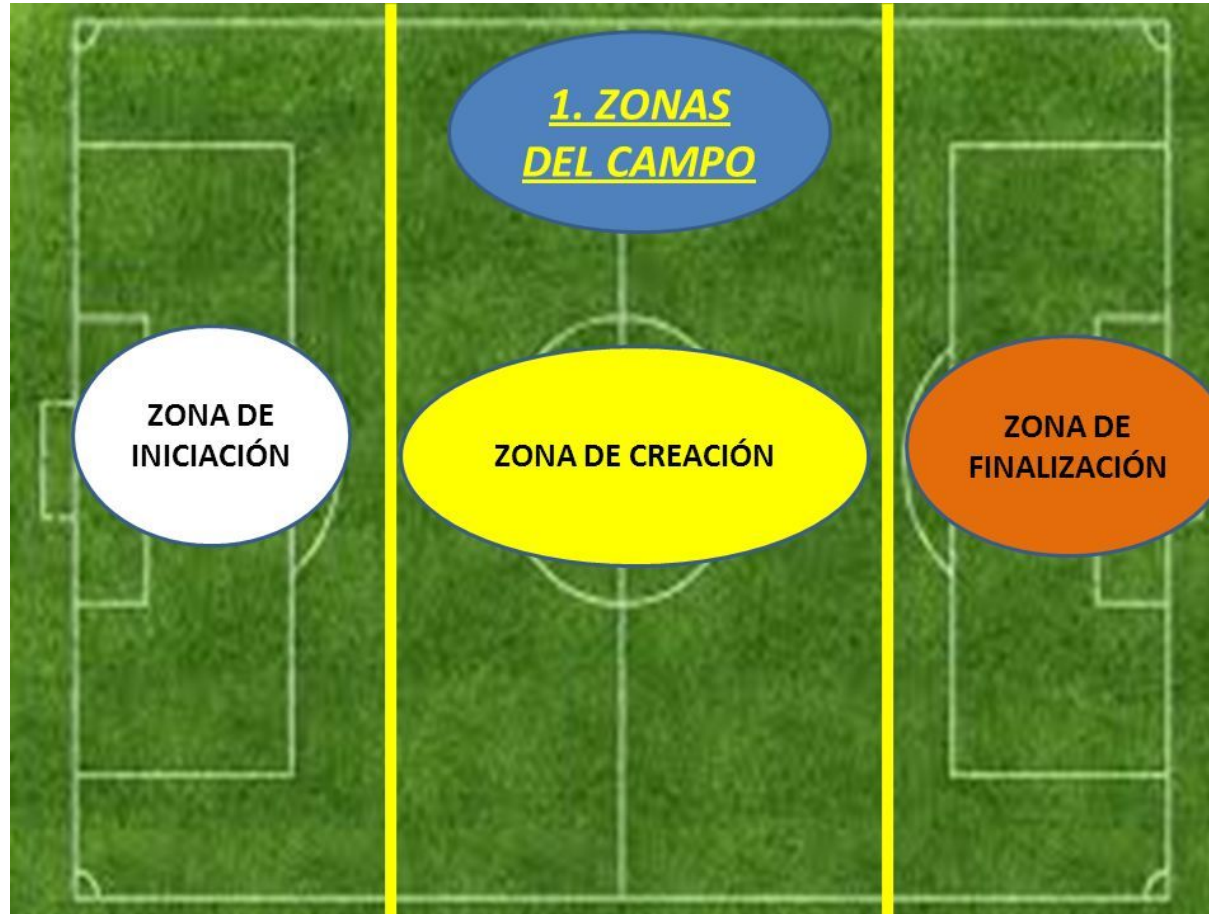 1. ZONAS
DEL CAMPO
ZONA DE
INICIACIÓN
ZONA DE CREACIÓN
ZONA DE
FINALIZACIÓN